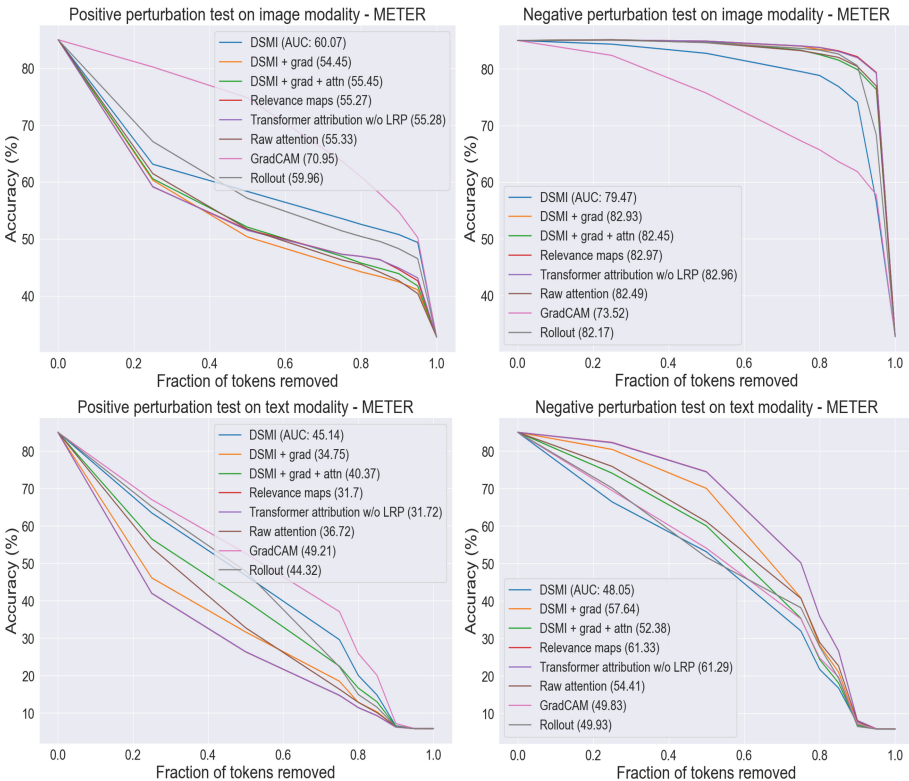 Positive perturbation test on image modality - METER
DSMI (AUC: 60.07)
DSMI + grad (54.45)
DSMI + grad + attn (55.45)
Relevance maps (55.27)
Transformer attribution w/o LRP (55.28)
Raw attention (55.33)
GradCAM (70.95)
Rollout (59.96)
Accuracy (%)
80
70
60
50
40
0.0 0.2 0.4 0.6 0.8 1.0
Fraction of tokens removed
Negative perturbation test on image modality - METER
DSMI (AUC: 79.47)
DSMI + grad (82.93)
DSMI + grad + attn (82.45)
Relevance maps (82.97)
Transformer attribution w/o LRP (82.96)
Raw attention (82.49)
GradCAM (73.52)
Rollout (82.17)
Accuracy (%)
80
70
60
50
40
0.0 0.2 0.4 0.6 0.8 1.0
Fraction of tokens removed
Positive perturbation test on text modality - METER
DSMI (AUC: 45.14)
DSMI + grad (34.75)
DSMI + grad + attn (40.37)
Relevance maps (31.7)
Transformer attribution w/o LRP (31.72)
Raw attention (36.72)
GradCAM (49.21)
Rollout (44.32)
Accuracy (%)
80
70
60
50
40
30
20
10
0.0 0.2 0.4 0.6 0.8 1.0
Fraction of tokens removed
Negative perturbation test on text modality - METER
DSMI (AUC: 48.05)
DSMI + grad (57.64)
DSMI + grad + attn (52.38)
Relevance maps (61.33)
Transformer attribution w/o LRP (61.29)
Raw attention (54.41)
GradCAM (49.83)
Rollout (49.93)
Accuracy (%)
80
70
60
50
40
30
20
10
0.0 0.2 0.4 0.6 0.8 1.0
Fraction of tokens removed